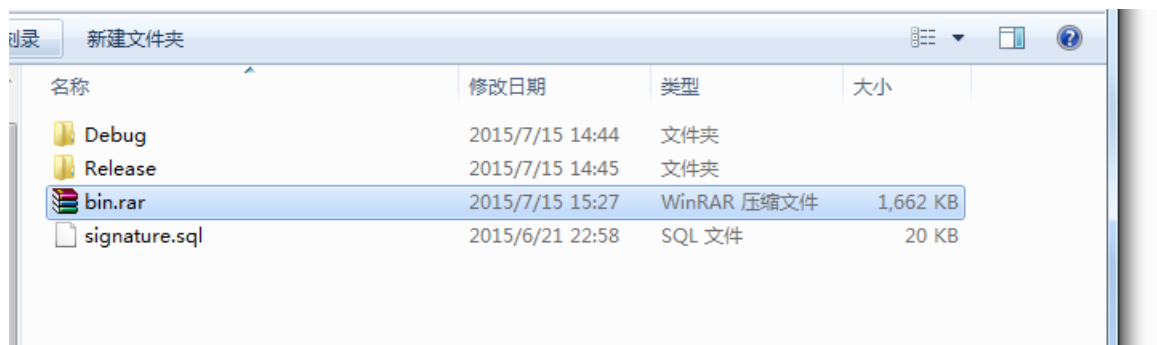 刻录 新建文件夹
名称 修改日期 类型 大小
Debug 2015/7/15 14:44 文件夹
Release 2015/7/15 14:45 文件夹
bin.rar 2015/7/15 15:27 WinRAR 压缩文件 1,662 KB
signature.sql 2015/6/21 22:58 SQL 文件 20 KB